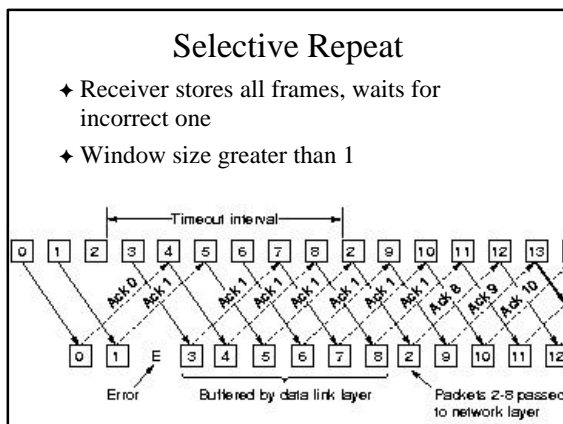 Selective Repeat
✦ Receiver stores all frames, waits for
incorrect one
✦ Window size greater than 1
Timeout interval
0 1 2 3 4 5 6 7 8 2 9 10 11 12 13
Ack 0 Ack 1 Ack 1 Ack 1 Ack 1 Ack 1 Ack 1 Ack 1 Ack 8 Ack 9 Ack 10
0 1 E 3 4 5 6 7 8 2 9 10 11 12
Error Buffered by data link layer Packets 2-8 passed
to network layer